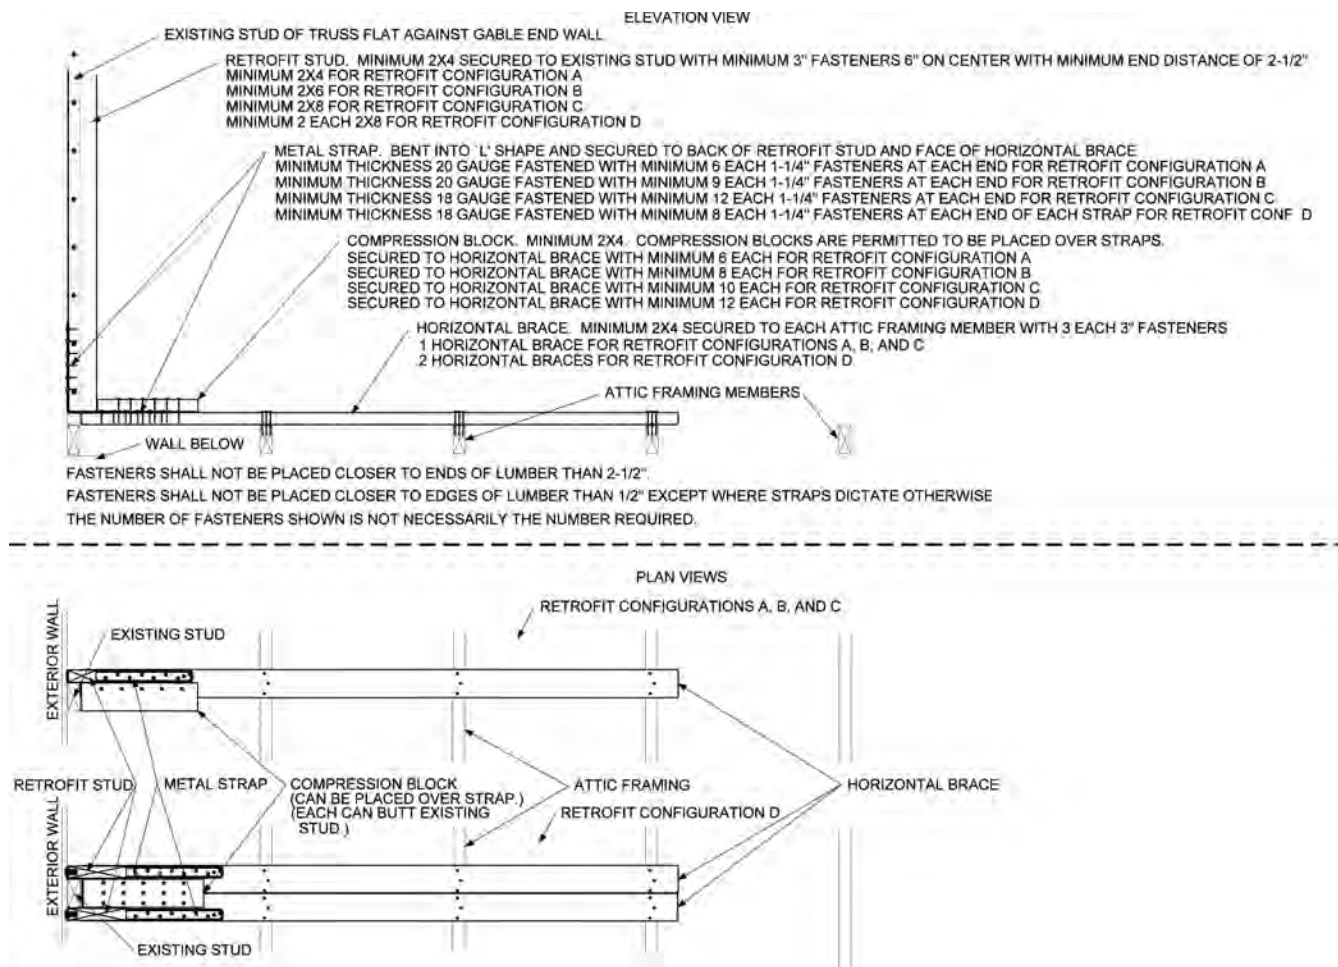 ELEVATION VIEW
EXISTING STUD OF TRUSS FLAT AGAINST GABLE END WALL
RETROFIT STUD. MINIMUM 2X4 SECURED TO EXISTING STUD WITH MINIMUM 3" FASTENERS 6" ON CENTER WITH MINIMUM END DISTANCE OF 2-1/2"
MINIMUM 2X4 FOR RETROFIT CONFIGURATION A
MINIMUM 2X6 FOR RETROFIT CONFIGURATION B
MINIMUM 2X8 FOR RETROFIT CONFIGURATION C
MINIMUM 2 EACH 2X8 FOR RETROFIT CONFIGURATION D
METAL STRAP. BENT INTO 'L' SHAPE AND SECURED TO BACK OF RETROFIT STUD AND FACE OF HORIZONTAL BRACE
MINIMUM THICKNESS 20 GAUGE FASTENED WITH MINIMUM 6 EACH 1-1/4" FASTENERS AT EACH END FOR RETROFIT CONFIGURATION A
MINIMUM THICKNESS 20 GAUGE FASTENED WITH MINIMUM 9 EACH 1-1/4" FASTENERS AT EACH END FOR RETROFIT CONFIGURATION B
MINIMUM THICKNESS 18 GAUGE FASTENED WITH MINIMUM 12 EACH 1-1/4" FASTENERS AT EACH END FOR RETROFIT CONFIGURATION C
MINIMUM THICKNESS 18 GAUGE FASTENED WITH MINIMUM 8 EACH 1-1/4" FASTENERS AT EACH END OF EACH STRAP FOR RETROFIT CONF D
COMPRESSION BLOCK. MINIMUM 2X4. COMPRESSION BLOCKS ARE PERMITTED TO BE PLACED OVER STRAPS.
SECURED TO HORIZONTAL BRACE WITH MINIMUM 6 EACH FOR RETROFIT CONFIGURATION A
SECURED TO HORIZONTAL BRACE WITH MINIMUM 8 EACH FOR RETROFIT CONFIGURATION B
SECURED TO HORIZONTAL BRACE WITH MINIMUM 10 EACH FOR RETROFIT CONFIGURATION C
SECURED TO HORIZONTAL BRACE WITH MINIMUM 12 EACH FOR RETROFIT CONFIGURATION D
HORIZONTAL BRACE. MINIMUM 2X4 SECURED TO EACH ATTIC FRAMING MEMBER WITH 3 EACH 3" FASTENERS
1 HORIZONTAL BRACE FOR RETROFIT CONFIGURATIONS A, B, AND C
2 HORIZONTAL BRACES FOR RETROFIT CONFIGURATION D
ATTIC FRAMING MEMBERS
WALL BELOW
FASTENERS SHALL NOT BE PLACED CLOSER TO ENDS OF LUMBER THAN 2-1/2".
FASTENERS SHALL NOT BE PLACED CLOSER TO EDGES OF LUMBER THAN 1/2" EXCEPT WHERE STRAPS DICTATE OTHERWISE
THE NUMBER OF FASTENERS SHOWN IS NOT NECESSARILY THE NUMBER REQUIRED.
PLAN VIEWS
RETROFIT CONFIGURATIONS A, B, AND C
EXTERIOR WALL
EXISTING STUD
RETROFIT STUD
METAL STRAP
COMPRESSION BLOCK
(CAN BE PLACED OVER STRAP.)
(EACH CAN BUTT EXISTING
STUD.)
ATTIC FRAMING
HORIZONTAL BRACE
RETROFIT CONFIGURATION D
EXTERIOR WALL
EXISTING STUD